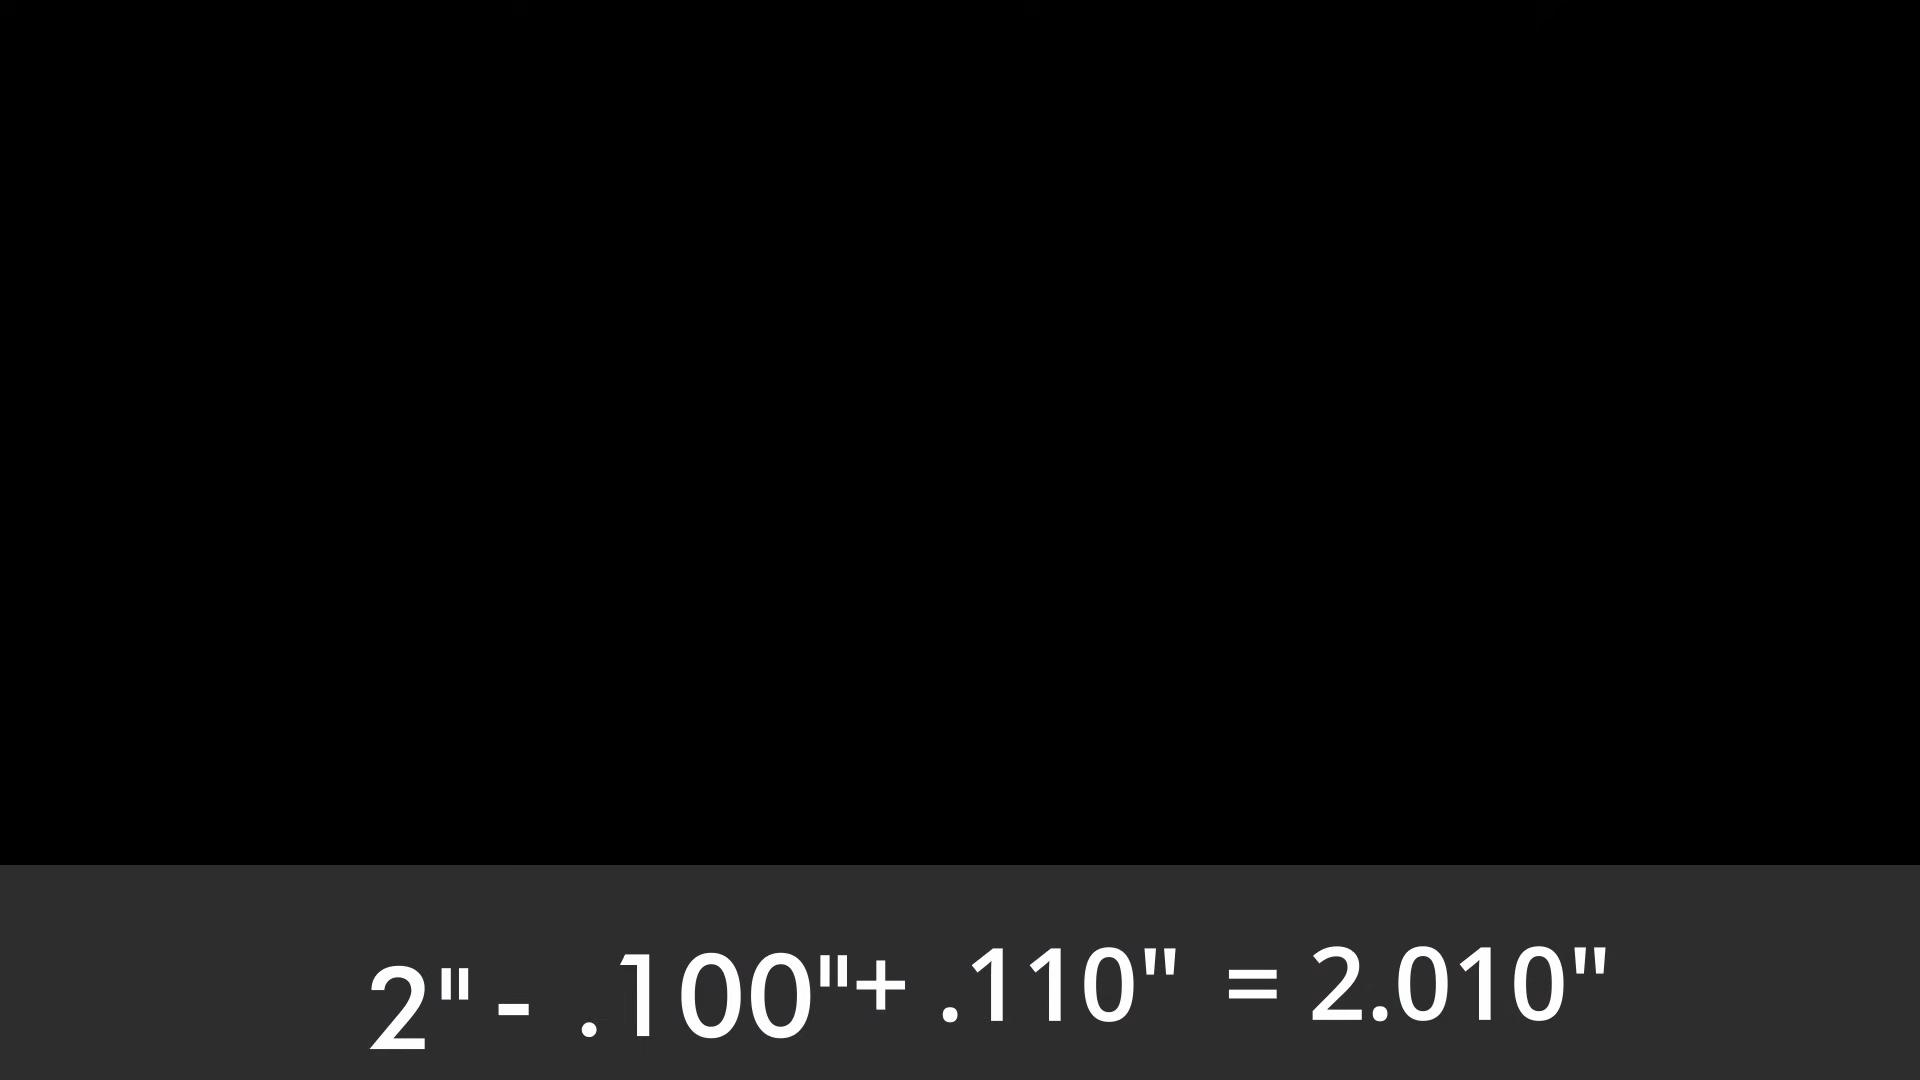 2" - .100"+ .110" = 2.010"